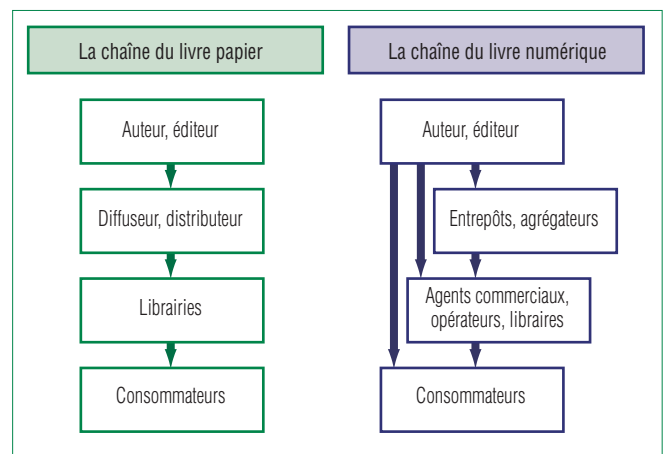 La chaîne du livre papier
Auteur, éditeur
Diffuseur, distributeur
Librairies
Consommateurs
La chaîne du livre numérique
Auteur, éditeur
Entrepôts, agrégateurs
Agents commerciaux,
opérateurs, libraires
Consommateurs